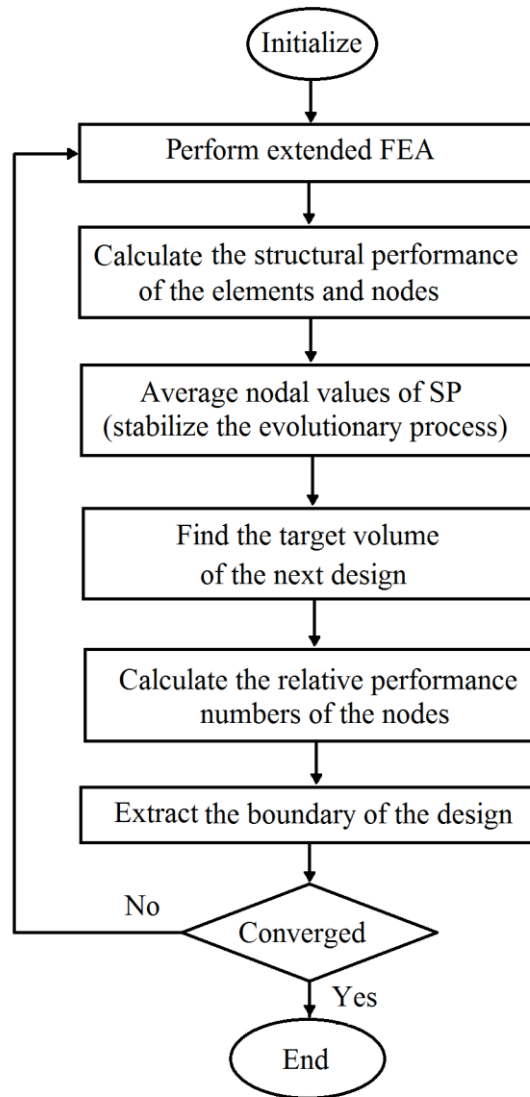 Initialize
Perform extended FEA
Calculate the structural performance
of the elements and nodes
Average nodal values of SP
(stabilize the evolutionary process)
Find the target volume
of the next design
Calculate the relative performance
numbers of the nodes
Extract the boundary of the design
No
Converged
Yes
End